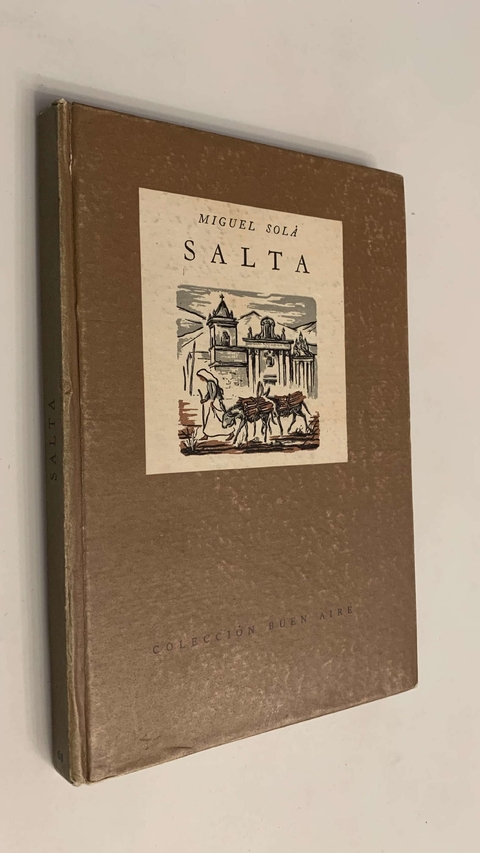 MIGUEL SOLÁ
SALTA
COLECCIÓN BUEN AIRE
SALTA